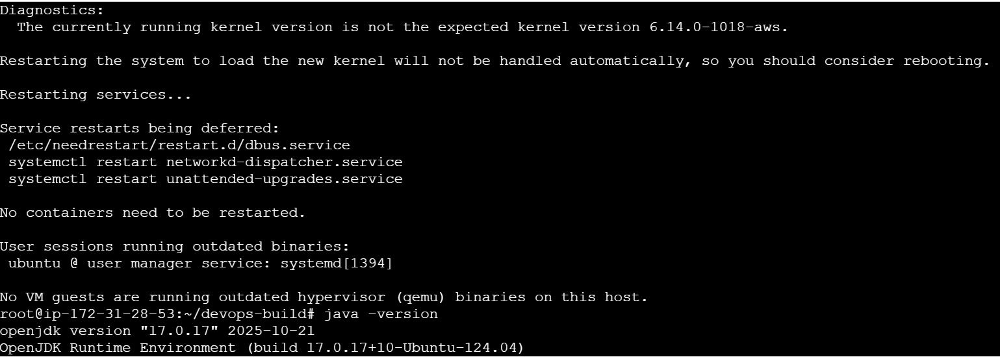 Diagnostics:
The currently running kernel version is not the expected kernel version 6.14.0-1018-aws.
Restarting the system to load the new kernel will not be handled automatically, so you should consider rebooting.
Restarting services...
Service restarts being deferred:
/etc/needrestart/restart.d/dbus.service
systemctl restart networkd-dispatcher.service
systemctl restart unattended-upgrades.service
No containers need to be restarted.
User sessions running outdated binaries:
ubuntu @ user manager service: systemd[1394]
No VM guests are running outdated hypervisor (qemu) binaries on this host.
root@ip-172-31-28-53:~/devops-build# java -version
openjdk version "17.0.17" 2025-10-21
OpenJDK Runtime Environment (build 17.0.17+10-Ubuntu-124.04)